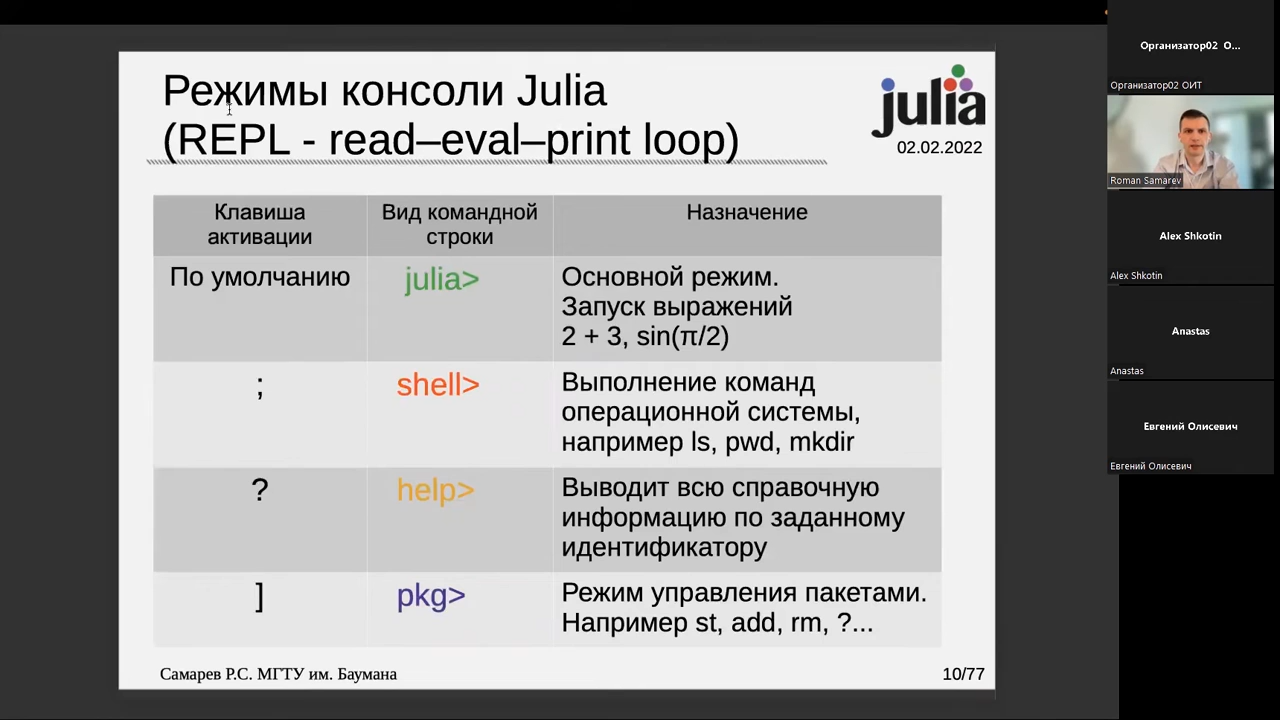 Режимы консоли Julia
(REPL - read–eval–print loop)
julia
02.02.2022
Клавиша
активации
Вид командной
строки
Назначение
По умолчанию
julia>
Основной режим.
Запуск выражений
2 + 3, sin(π/2)
;
shell>
Выполнение команд
операционной системы,
например ls, pwd, mkdir
?
help>
Выводит всю справочную
информацию по заданному
идентификатору
]
pkg>
Режим управления пакетами.
Например st, add, rm, ?...
Самарев Р.С. МГТУ им. Баумана
10/77
Организатор02 О...
Организатор02 ОИТ
Roman Samarev
Alex Shkotin
Alex Shkotin
Anastas
Anastas
Евгений Олисевич
Евгений Олисевич